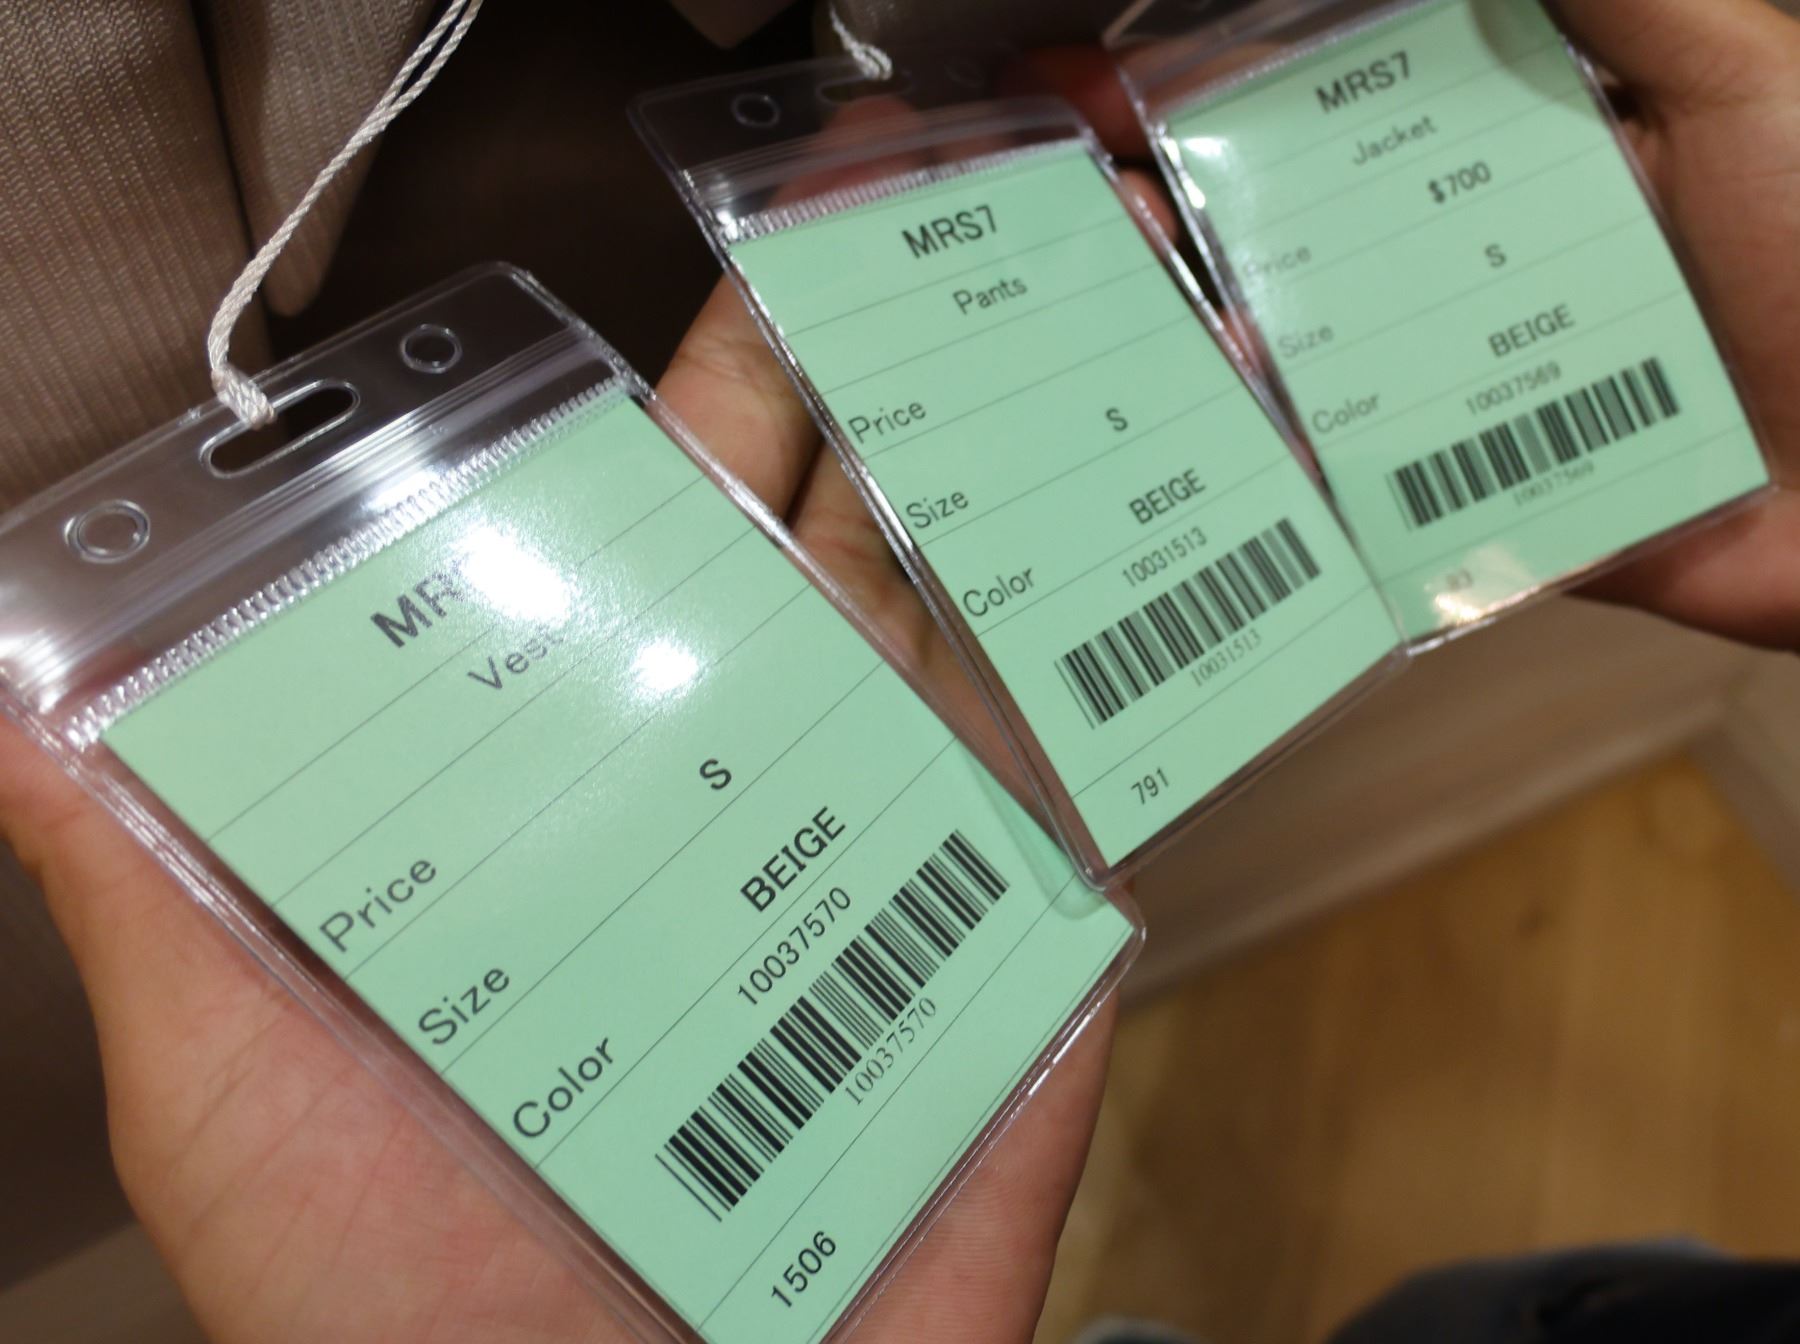 MR
Vest
Price
S
Size
BEIGE
Color
10037570
10037570
1506
MRS7
Pants
Price
S
Size
BEIGE
Color
10031513
10031513
791
MRS7
Jacket
$700
Price
S
Size
BEIGE
Color
10037569
10037569